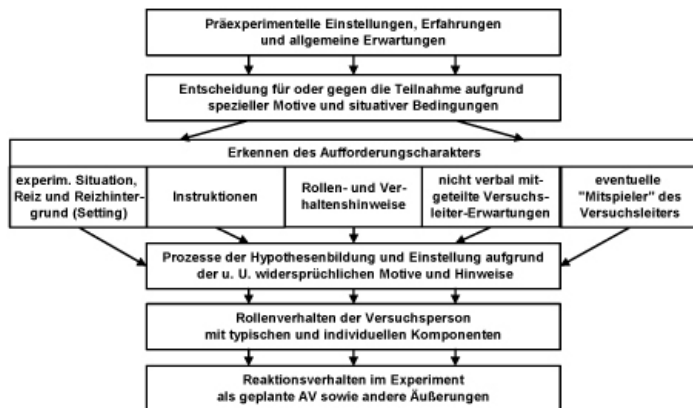 Präexperimentelle Einstellungen, Erfahrungen
und allgemeine Erwartungen
Entscheidung für oder gegen die Teilnahme aufgrund
spezieller Motive und situativer Bedingungen
Erkennen des Aufforderungscharakters
experim. Situation,
Reiz und Reizhinter-
grund (Setting)
Instruktionen
Rollen- und Ver-
haltenshinweise
nicht verbal mit-
geteilte Versuchs-
leiter-Erwartungen
eventuelle
"Mitspieler" des
Versuchsleiters
Prozesse der Hypothesenbildung und Einstellung aufgrund
der u. U. widersprüchlichen Motive und Hinweise
Rollenverhalten der Versuchsperson
mit typischen und individuellen Komponenten
Reaktionsverhalten im Experiment
als geplante AV sowie andere Äußerungen